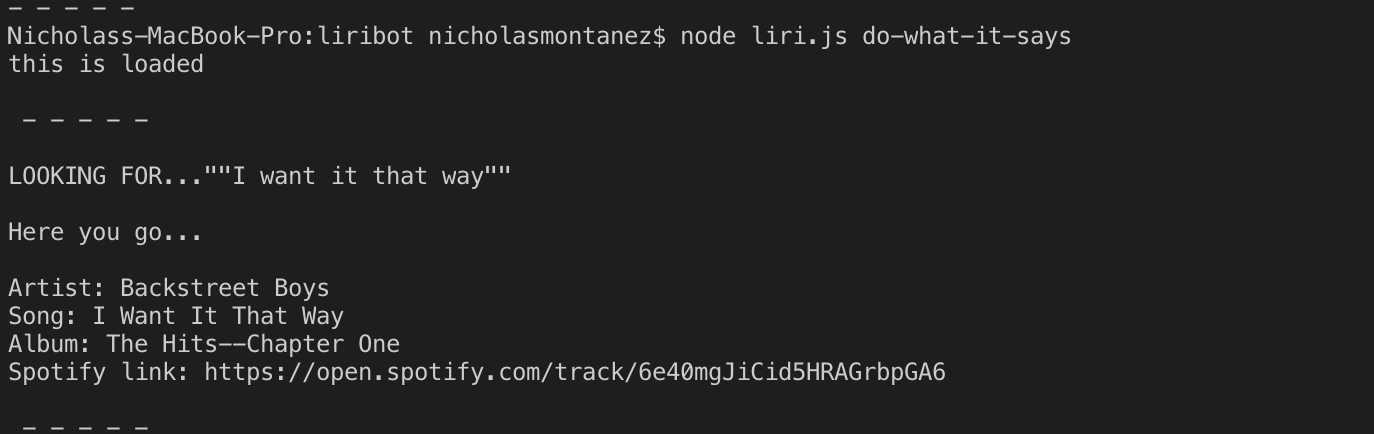 - - - - -
Nicholass-MacBook-Pro:liribot nicholasmontanez$ node liri.js do-what-it-says
this is loaded
- - - - -
LOOKING FOR...""I want it that way""
Here you go...
Artist: Backstreet Boys
Song: I Want It That Way
Album: The Hits--Chapter One
Spotify link: https://open.spotify.com/track/6e40mgJiCid5HRAGrbpGA6
- - - - -